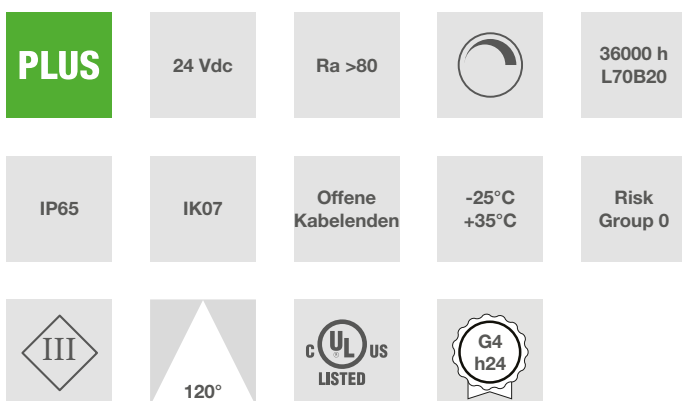 PLUS
24 Vdc
Ra >80
36000 h
L70B20
IP65
IK07
Offene
Kabelenden
-25°C
+35°C
Risk
Group 0
III
120°
C UL US
®
LISTED
G4
h24